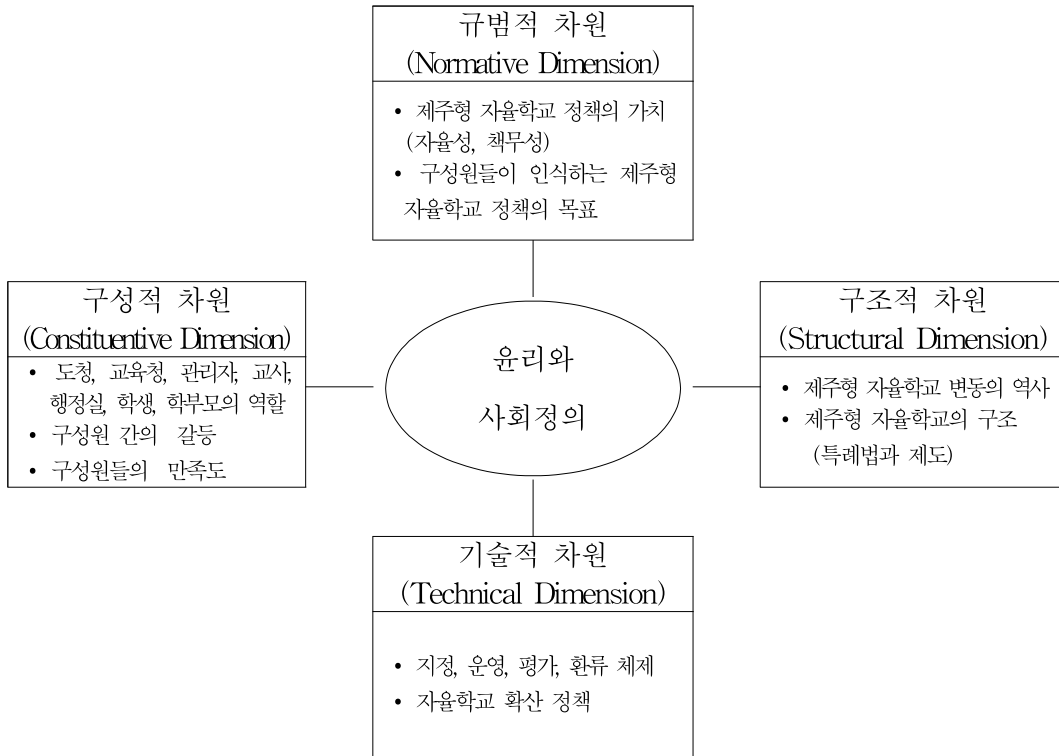 규범적 차원
(Normative Dimension)
• 제주형 자율학교 정책의 가치
(자율성, 책무성)
• 구성원들이 인식하는 제주형
자율학교 정책의 목표
구성적 차원
(Constituentive Dimension)
• 도청, 교육청, 관리자, 교사,
행정실, 학생, 학부모의 역할
• 구성원 간의 갈등
• 구성원들의 만족도
윤리와
사회정의
구조적 차원
(Structural Dimension)
• 제주형 자율학교 변동의 역사
• 제주형 자율학교의 구조
(특례법과 제도)
기술적 차원
(Technical Dimension)
• 지정, 운영, 평가, 환류 체제
• 자율학교 확산 정책